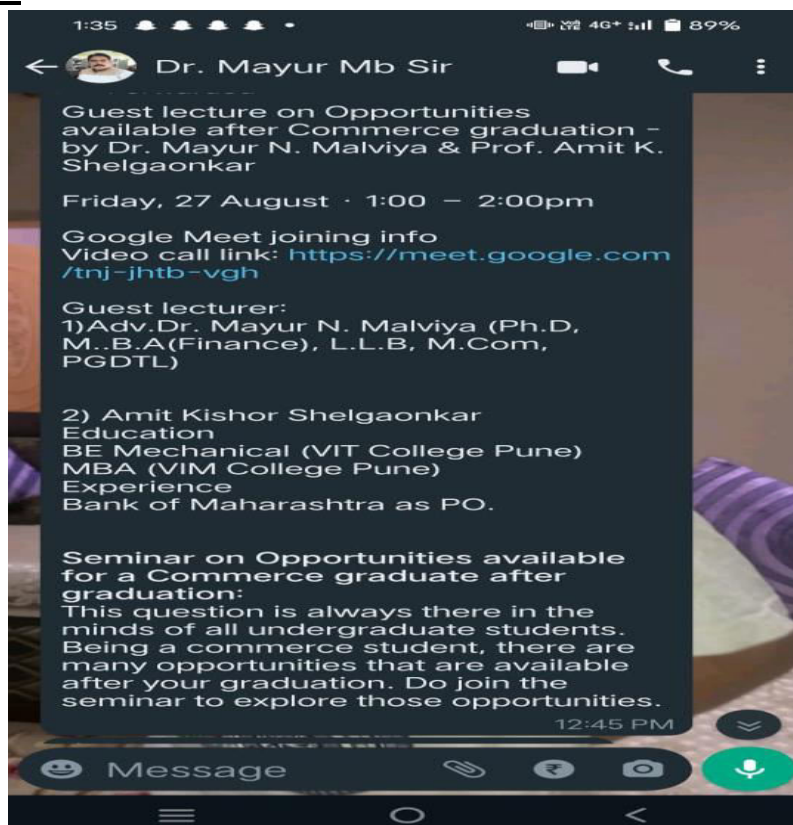 1:35
4G+
89%
Dr. Mayur Mb Sir
Guest lecture on Opportunities
available after Commerce graduation -
by Dr. Mayur N. Malviya & Prof. Amit K.
Shelgaonkar
Friday, 27 August · 1:00 – 2:00pm
Google Meet joining info
Video call link: https://meet.google.com
/tnj-jhtb-vgh
Guest lecturer:
1)Adv.Dr. Mayur N. Malviya (Ph.D,
M..B.A(Finance), L.L.B, M.Com,
PGDTL)
2) Amit Kishor Shelgaonkar
Education
BE Mechanical (VIT College Pune)
MBA (VIM College Pune)
Experience
Bank of Maharashtra as PO.
Seminar on Opportunities available
for a Commerce graduate after
graduation:
This question is always there in the
minds of all undergraduate students.
Being a commerce student, there are
many opportunities that are available
after your graduation. Do join the
seminar to explore those opportunities.
12:45 PM
Message